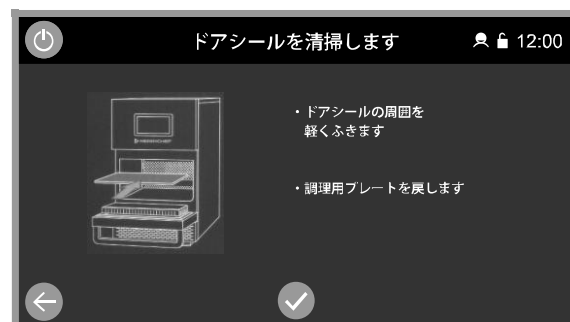 ドアシールを清掃します
12:00
・ドアシールの周囲を
軽くふきます
・調理用プレートを戻します